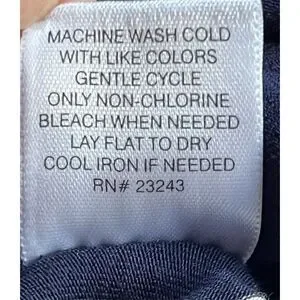 MACHINE WASH COLD
WITH LIKE COLORS
GENTLE CYCLE
ONLY NON-CHLORINE
BLEACH WHEN NEEDED
LAY FLAT TO DRY
COOL IRON IF NEEDED
RN# 23243